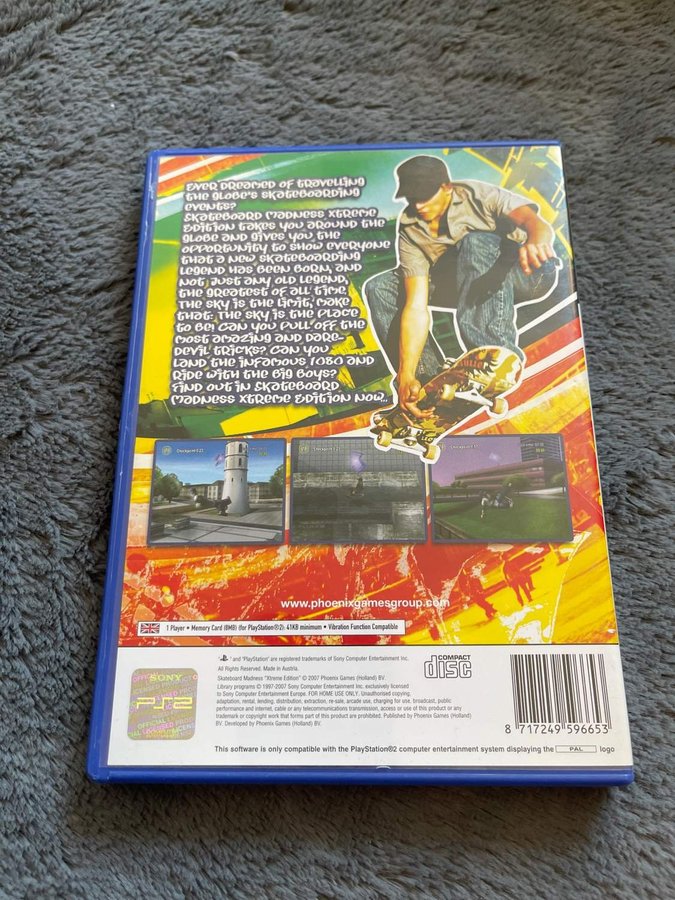 Ever dreamed of travelling
the globe's skateboarding
events?
Skateboard Madness Xtreme
Edition takes you around the
globe and gives you the
opportunity to show everyone
that a new skateboarding
legend has been born, and
not just any old legend,
the greatest of all time.
The sky is the limit, make
that: The sky is the place
to be! Can you pull off the
most amazing and dare-
devil tricks? Can you
land the infamous 1080 and
ride with the big boys?
Find out in Skateboard
Madness Xtreme Edition now..
www.phoenixgamesgroup.com
1 Player • Memory Card (8MB) (for PlayStation®2): 41KB minimum • Vibration Function Compatible
" and "PlayStation" are registered trademarks of Sony Computer Entertainment Inc.
All Rights Reserved. Made in Austria.
Skateboard Madness "Xtreme Edition" © 2007 Phoenix Games (Holland) BV.
Library programs © 1997-2007 Sony Computer Entertainment Inc. exclusively licensed
to Sony Computer Entertainment Europe. FOR HOME USE ONLY. Unauthorised copying,
adaptation, rental, lending, distribution, extraction, re-sale, arcade use, charging for use, broadcast, public
performance and internet, cable or any telecommunications transmission, access or use of this product or any
trademark or copyright work that forms part of this product are prohibited. Published by Phoenix Games (Holland)
BV. Developed by Phoenix Games (Holland) BV.
SONY
PS2
COMPACT
disc
8 717249 596653
This software is only compatible with the PlayStation®2 computer entertainment system displaying the PAL logo